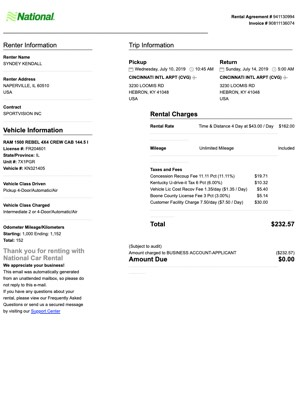 National.
Rental Agreement # 941130994
Invoice # 90811136074
Renter Information
Renter Name
SYNDEY KENDALL
Renter Address
NAPERVILLE, IL 60510
USA
Contract
SPORTVISION INC
Vehicle Information
RAM 1500 REBEL 4X4 CREW CAB 144.5 I
License #: FR204601
State/Province: IL
Unit #: 7X1PGR
Vehicle #: KN321405
Vehicle Class Driven
Pickup 4-Door/Automatic/Air
Vehicle Class Charged
Intermediate 2 or 4-Door/Automatic/Air
Odometer Mileage/Kilometers
Starting: 1,000 Ending: 1,152
Total: 152
Thank you for renting with
National Car Rental
We appreciate your business!
This email was automatically generated
from an unattended mailbox, so please do
not reply to this e-mail.
If you have any questions about your
rental, please view our Frequently Asked
Questions or send us a secured message
by visiting our Support Center
Trip Information
Pickup
Wednesday, July 10, 2019 10:45 AM
CINCINNATI INTL ARPT (CVG)
3230 LOOMIS RD
HEBRON, KY 41048
USA
Return
Sunday, July 14, 2019 5:00 AM
CINCINNATI INTL ARPT (CVG)
3230 LOOMIS RD
HEBRON, KY 41048
USA
Rental Charges
Rental Rate Time & Distance 4 Day at $43.00 / Day $162.00
Mileage Unlimited Mileage Included
Taxes and Fees
Concession Recoup Fee 11.11 Pct (11.11%) $19.71
Kentucky U-drive-it Tax 6 Pct (6.00%) $10.32
Vehicle Lic Cost Recov Fee 1.35/day ($1.35 / Day) $5.40
Boone County License Fee 3 Pct (3.00%) $5.14
Customer Facility Charge 7.50/day ($7.50 / Day) $30.00
Total $232.57
(Subject to audit)
Amount charged to BUSINESS ACCOUNT-APPLICANT ($232.57)
Amount Due $0.00